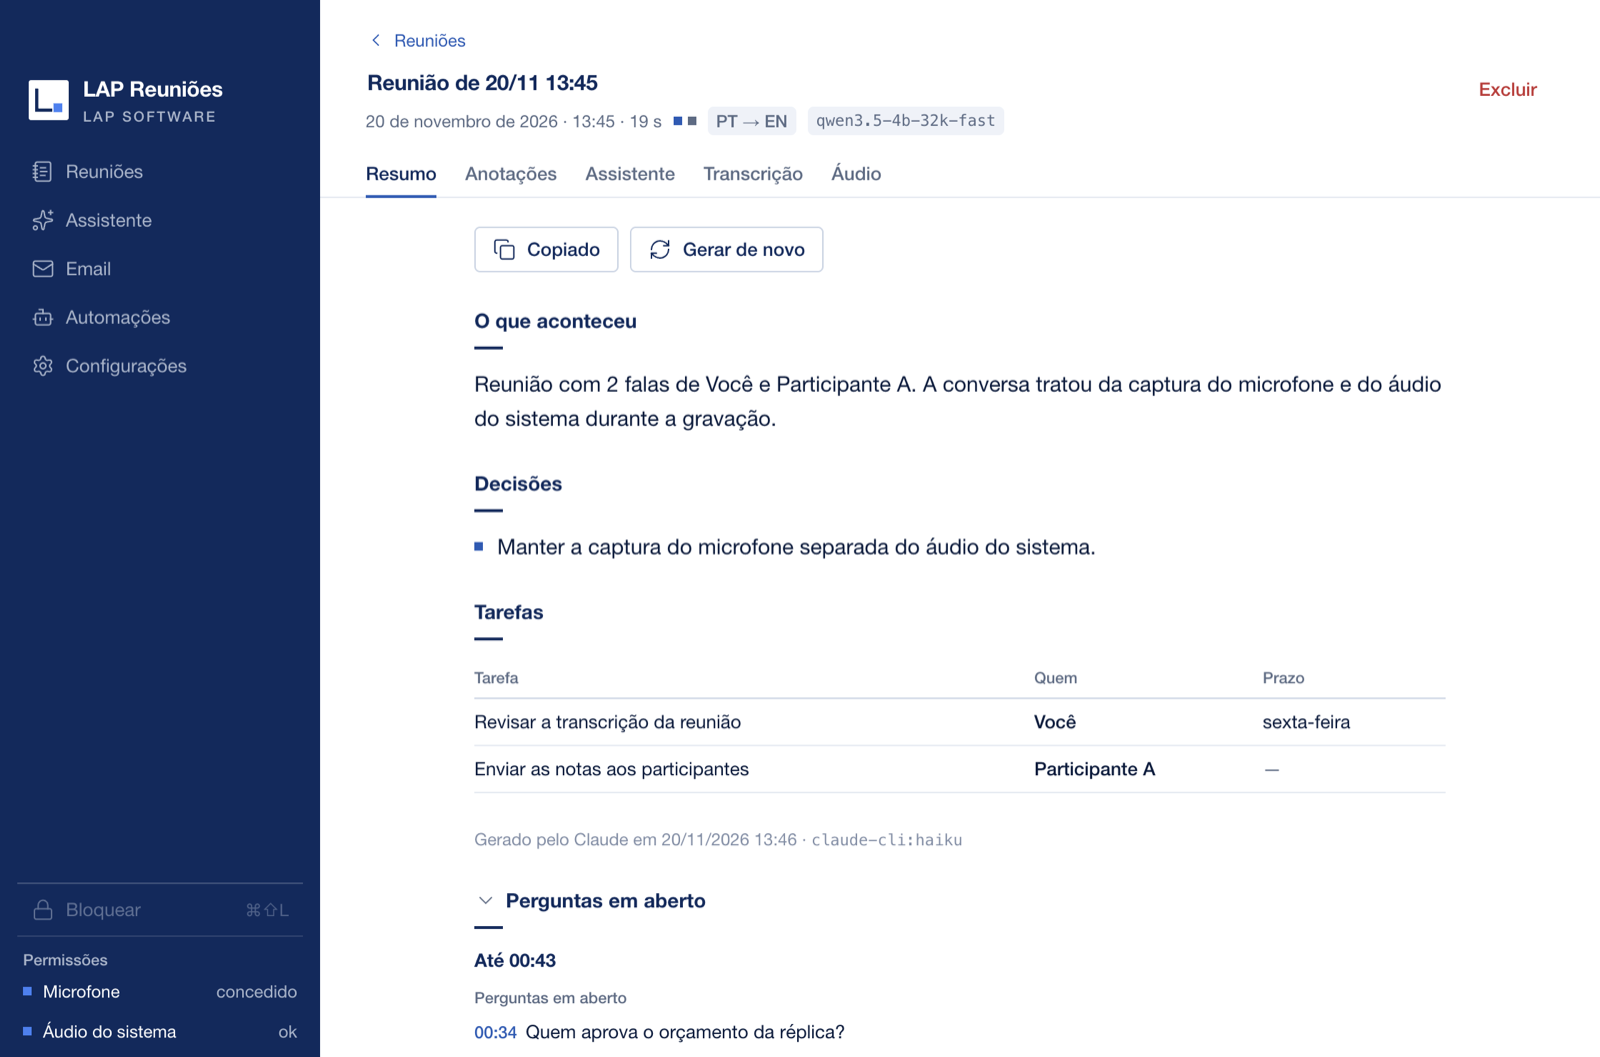 LAP Reuniões
LAP SOFTWARE
Reuniões
Assistente
Email
Automações
Configurações
Bloquear ⌘⇧L
Permissões
Microfone concedido
Áudio do sistema ok
Reuniões
Reunião de 20/11 13:45
Excluir
20 de novembro de 2026 · 13:45 · 19 s PT → EN qwen3.5-4b-32k-fast
Resumo Anotações Assistente Transcrição Áudio
Copiado Gerar de novo
O que aconteceu
Reunião com 2 falas de Você e Participante A. A conversa tratou da captura do microfone e do áudio
do sistema durante a gravação.
Decisões
Manter a captura do microfone separada do áudio do sistema.
Tarefas
Tarefa Quem Prazo
Revisar a transcrição da reunião Você sexta-feira
Enviar as notas aos participantes Participante A —
Gerado pelo Claude em 20/11/2026 13:46 · claude-cli:haiku
Perguntas em aberto
Até 00:43
Perguntas em aberto
00:34 Quem aprova o orçamento da réplica?